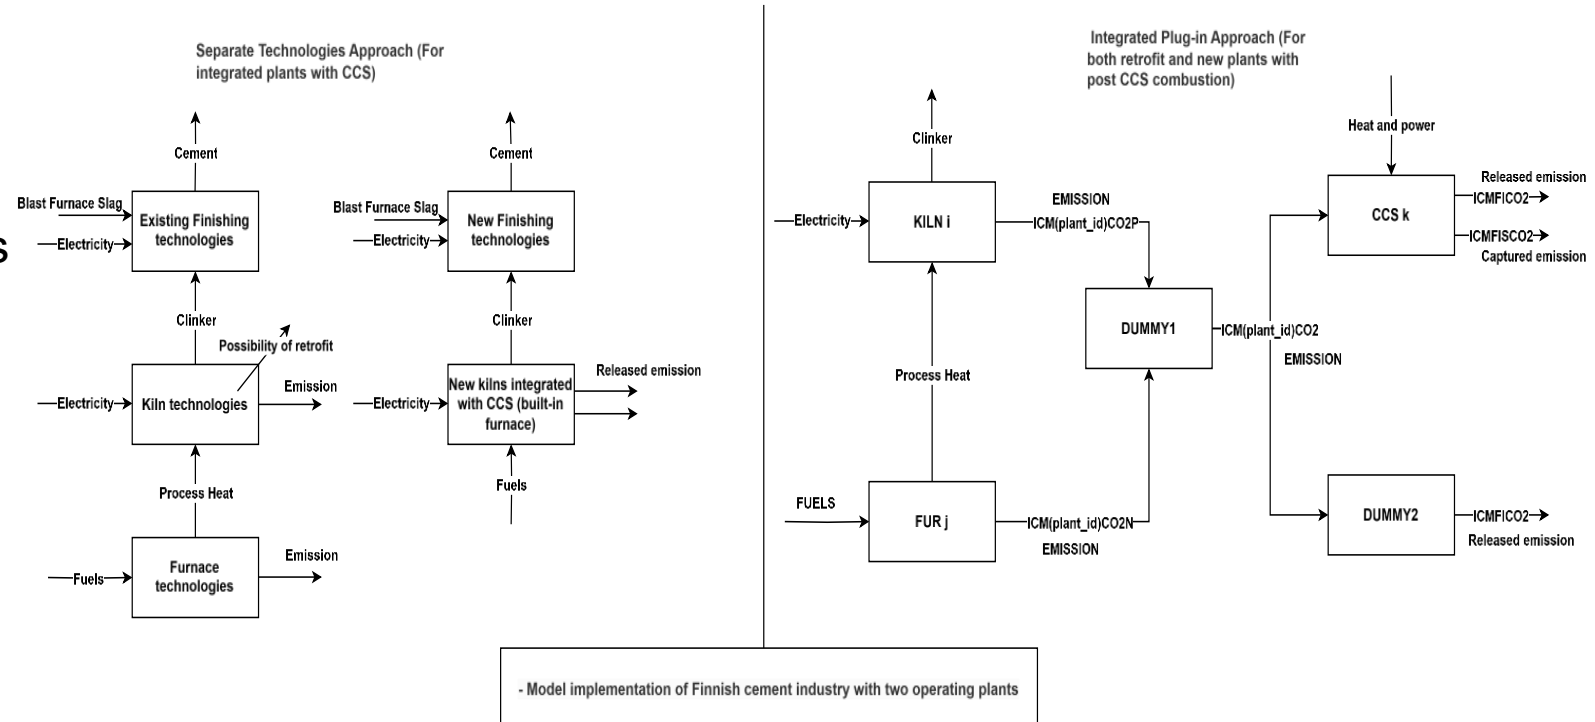 Separate Technologies Approach (For
integrated plants with CCS)
Cement
Blast Furnace Slag
Electricity
Existing Finishing
technologies
Clinker
Possibility of retrofit
Electricity
Kiln technologies
Emission
Process Heat
Fuels
Furnace
technologies
Emission
Cement
Blast Furnace Slag
Electricity
New Finishing
technologies
Clinker
Electricity
New kilns integrated
with CCS (built-in
furnace)
Released emission
Fuels
s
Integrated Plug-in Approach (For
both retrofit and new plants with
post CCS combustion)
Clinker
Electricity
KILN i
EMISSION
ICM(plant_id)CO2P
Process Heat
FUELS
FUR j
ICM(plant_id)CO2N
EMISSION
DUMMY1
ICM(plant_id)CO2
EMISSION
Heat and power
CCS k
Released emission
ICMFICO2
ICMFISCO2
Captured emission
DUMMY2
ICMFICO2
Released emission
- Model implementation of Finnish cement industry with two operating plants